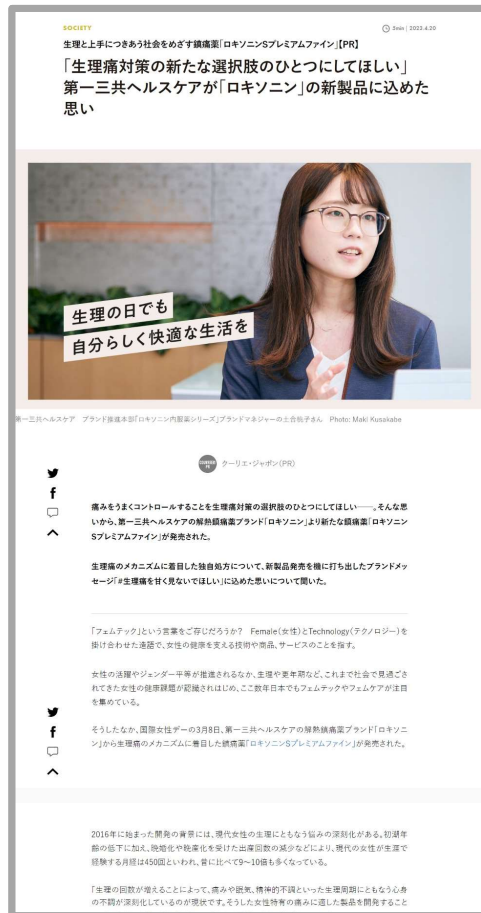 SOCIETY
3min | 2023.4.20
生理と上手につきあう社会をめざす鎮痛薬「ロキソニンSプレミアムファイン」【PR】
「生理痛対策の新たな選択肢のひとつにしてほしい」
第一三共ヘルスケアが「ロキソニン」の新製品に込めた
思い
生理の日でも
自分らしく快適な生活を
第一三共ヘルスケア ブランド推進本部「ロキソニン内服薬シリーズ」ブランドマネジャーの土合桃子さん Photo: Maki Kusakabe
クーリエ・ジャポン(PR)
痛みをうまくコントロールすることを生理痛対策の選択肢のひとつにしてほしい──。そんな思
いから、第一三共ヘルスケアの解熱鎮痛薬ブランド「ロキソニン」より新たな鎮痛薬「ロキソニン
Sプレミアムファイン」が発売された。
生理痛のメカニズムに着目した独自処方について、新製品発売を機に打ち出したブランドメッ
セージ「#生理痛を甘く見ないでほしい」に込めた思いについて聞いた。
「フェムテック」という言葉をご存じだろうか? Female(女性)とTechnology(テクノロジー)を
掛け合わせた造語で、女性の健康を支える技術や商品、サービスのことを指す。
女性の活躍やジェンダー平等が推進されるなか、生理や更年期など、これまで社会で見過ごさ
れてきた女性の健康課題が認識されはじめ、ここ数年日本でもフェムテックやフェムケアが注目
を集めている。
そうしたなか、国際女性デーの3月8日、第一三共ヘルスケアの解熱鎮痛薬ブランド「ロキソニ
ン」から生理痛のメカニズムに着目した鎮痛薬「ロキソニンSプレミアムファイン」が発売された。
2016年に始まった開発の背景には、現代女性の生理にともなう悩みの深刻化がある。初潮年
齢の低下に加え、晩婚化や晩産化を受けた出産回数の減少などにより、現代の女性が生涯で
経験する月経は450回といわれ、昔に比べて9〜10倍も多くなっている。
「生理の回数が増えることによって、痛みや眠気、精神的不調といった生理周期にともなう心身
の不調が深刻化しているのが現状です。そうした女性特有の痛みに適した製品を開発すること